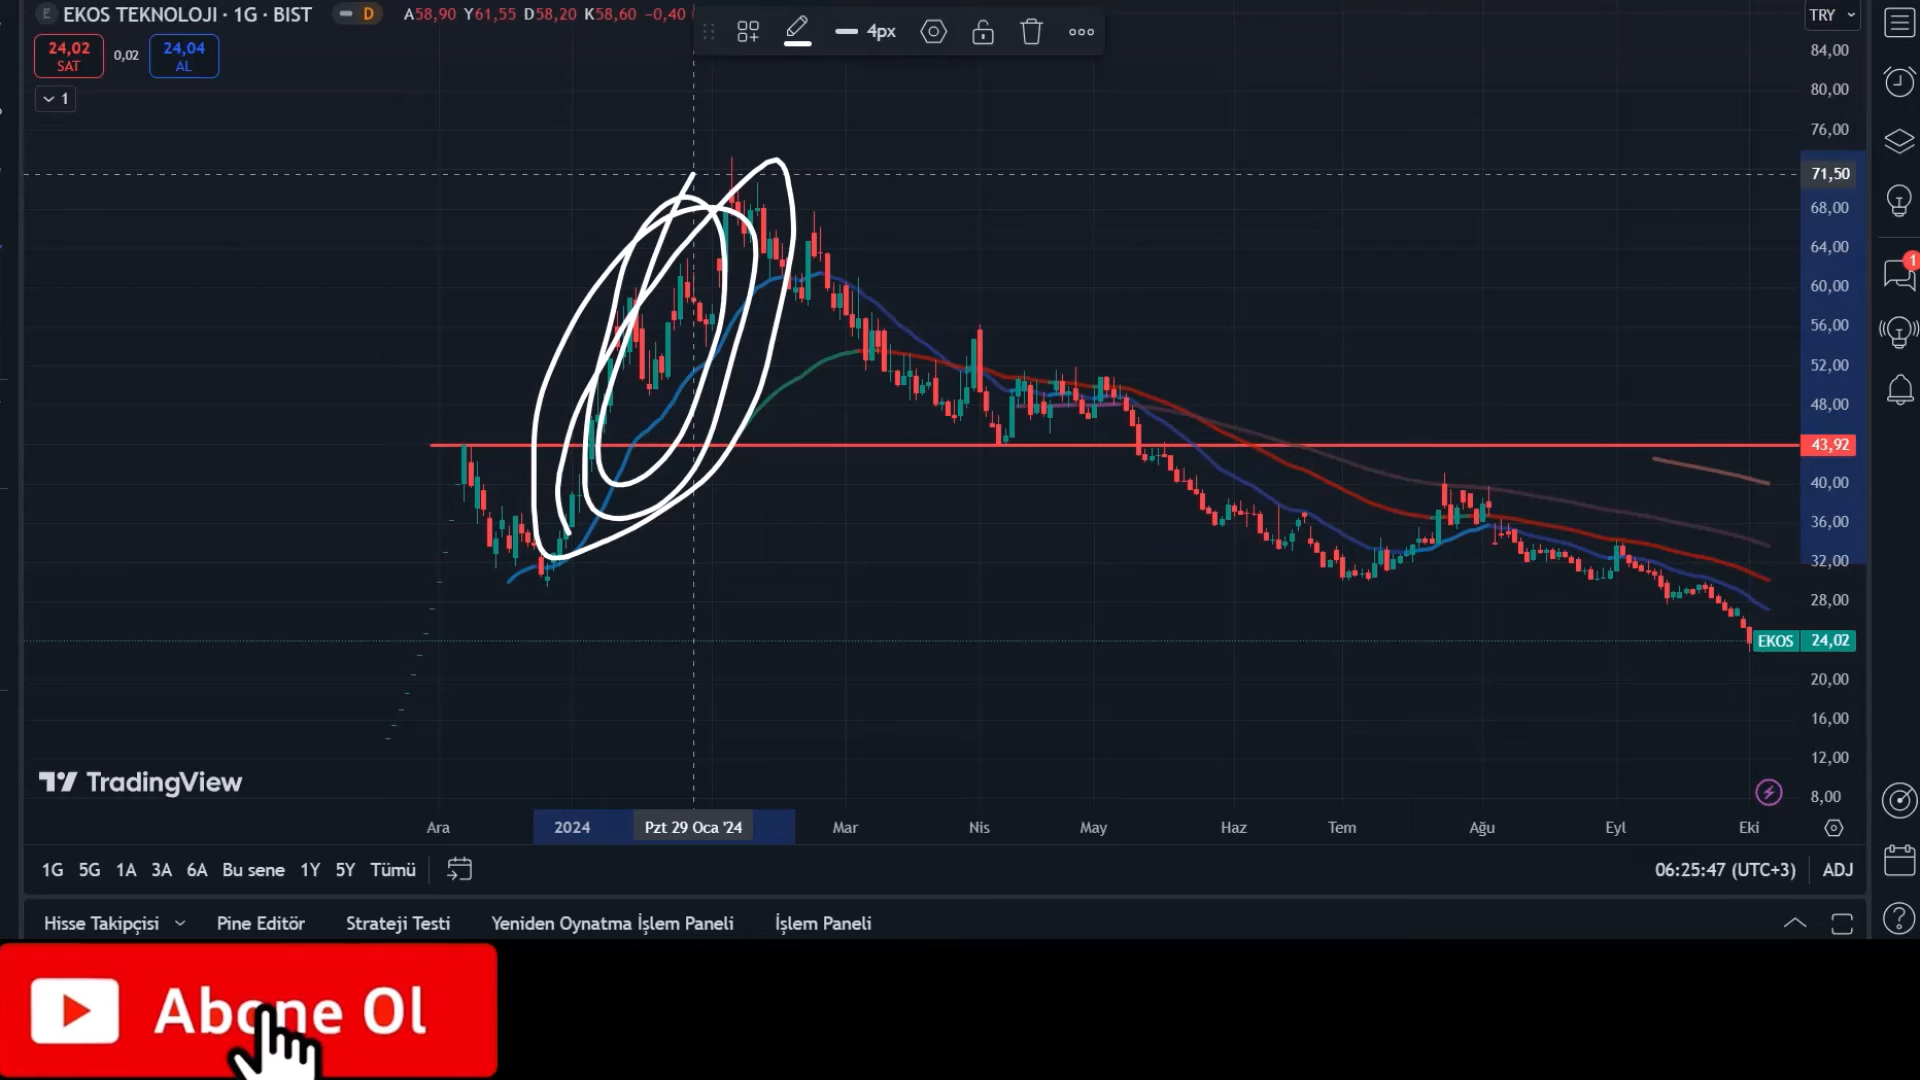 E EKOS TEKNOLOJI · 1G · BIST D A58,90 Y61,55 D58,20 K58,60 −0,40
4px
TRY
24,02 SAT
0,02
24,04 AL
1
84,00
80,00
76,00
71,50
68,00
64,00
60,00
56,00
52,00
48,00
43,92
40,00
36,00
32,00
28,00
EKOS 24,02
20,00
16,00
12,00
8,00
1
TradingView
Ara 2024 Pzt 29 Oca '24 Mar Nis May Haz Tem Ağu Eyl Eki
1G 5G 1A 3A 6A Bu sene 1Y 5Y Tümü 06:25:47 (UTC+3) ADJ
Hisse Takipçisi Pine Editör Strateji Testi Yeniden Oynatma İşlem Paneli İşlem Paneli
Abone Ol